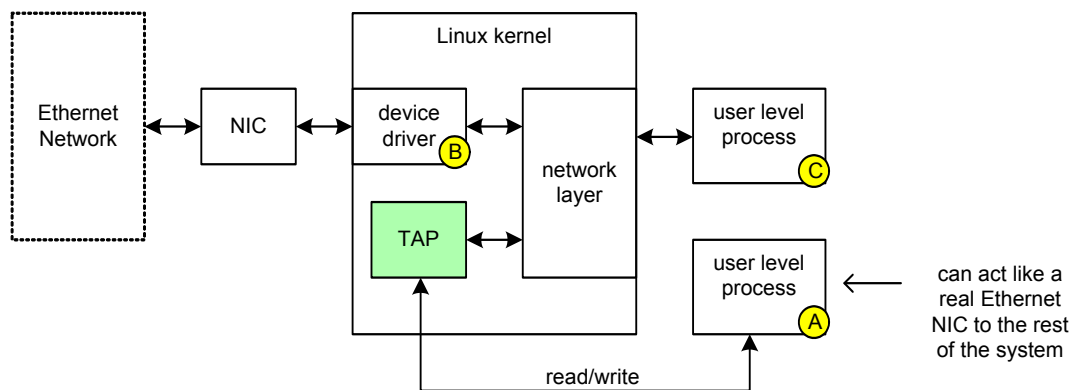 Linux kernel
Ethernet
Network
NIC
device
driver
B
network
layer
user level
process
C
TAP
user level
process
A
can act like a
real Ethernet
NIC to the rest
of the system
read/write